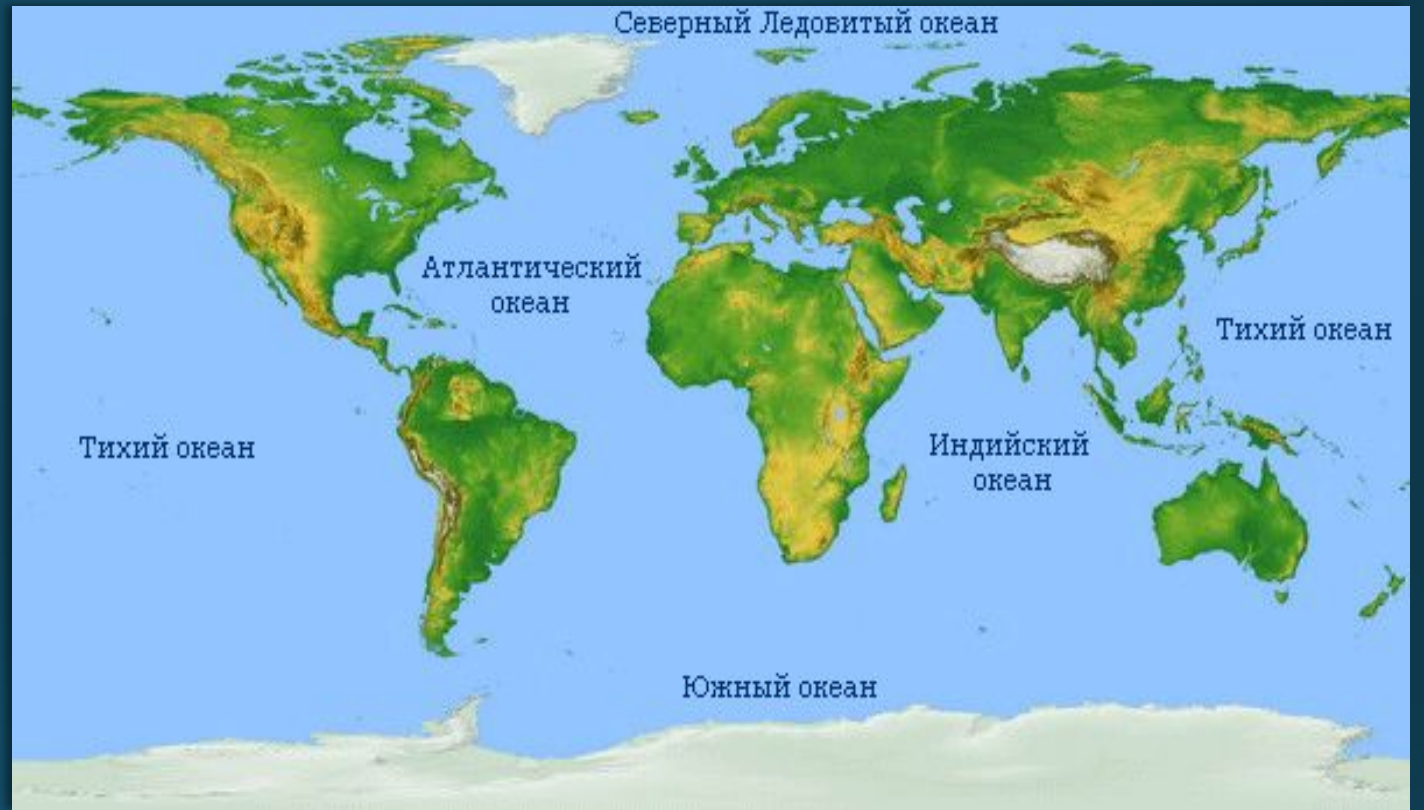 Северный Ледовитый океан
Атлантический
океан
Тихий океан
Тихий океан
Индийский
океан
Южный океан